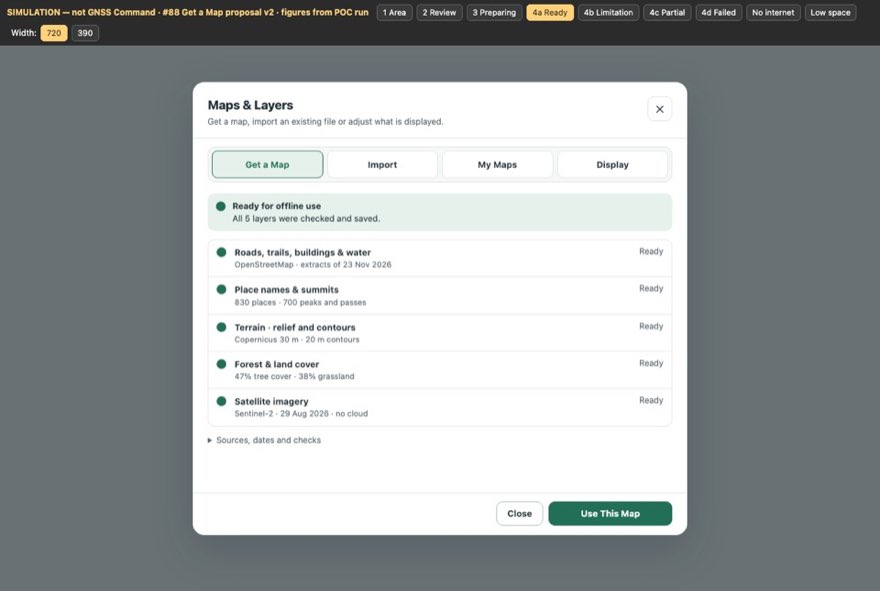 SIMULATION — not GNSS Command · #88 Get a Map proposal v2 · figures from POC run 1 Area 2 Review 3 Preparing 4a Ready 4b Limitation 4c Partial 4d Failed No internet Low space
Width: 720 390
Maps & Layers
Get a map, import an existing file or adjust what is displayed.
Get a Map Import My Maps Display
Ready for offline use
All 5 layers were checked and saved.
Roads, trails, buildings & water Ready
OpenStreetMap · extracts of 23 Nov 2026
Place names & summits Ready
830 places · 700 peaks and passes
Terrain · relief and contours Ready
Copernicus 30 m · 20 m contours
Forest & land cover Ready
47% tree cover · 38% grassland
Satellite imagery Ready
Sentinel-2 · 29 Aug 2026 · no cloud
Sources, dates and checks
Close Use This Map